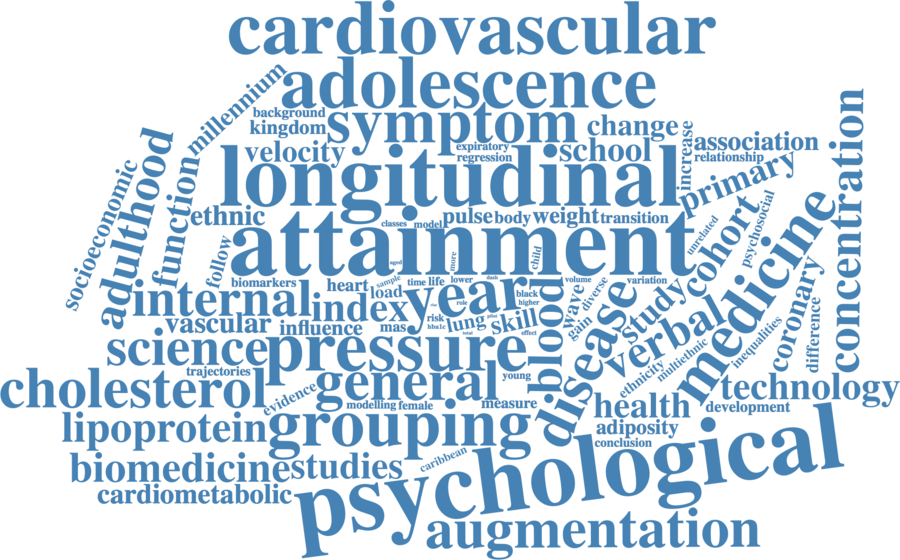 cardiovascular
adolescence
millennium
background
kingdom
symptom
change
association
velocity
expiratory
regression
school
increase
relationship
primary
concentration
adulthood
socioeconomic
function
longitudinal
ethnic
classes
model
pulse
body
weight
transition
unrelated
cohort
psychosocial
medicine
follow
attainment
aged
more
child
biomarkers
heart
load
sample
time
life
lower
dash
volume
variation
diverse
wave
gain
internal
index
year
role
black
higher
blood
disease
study
verbal
coronary
difference
vascular
influence
mas
risk
hba1c
lung
pilot
skill
total
effect
inequalities
multiethnic
ethnicity
science
pressure
trajectories
young
cholesterol
evidence
general
modelling
female
measure
health
technology
development
lipoprotein
grouping
adiposity
conclusion
biomedicine
studies
caribbean
psychological
cardiometabolic
augmentation